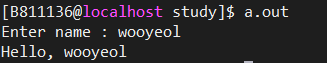 [B811136@localhost study]$ a.out
Enter name : wooyeol
Hello, wooyeol